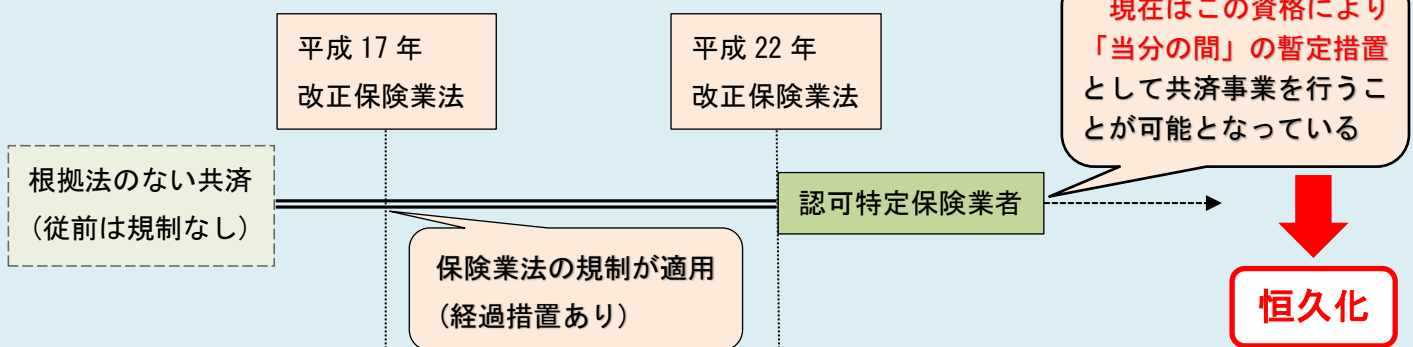 平成 17 年
改正保険業法
平成 22 年
改正保険業法
現在はこの資格により
「当分の間」の暫定措置
として共済事業を行うこ
とが可能となっている
根拠法のない共済
（従前は規制なし）
認可特定保険業者
保険業法の規制が適用
（経過措置あり）
恒久化